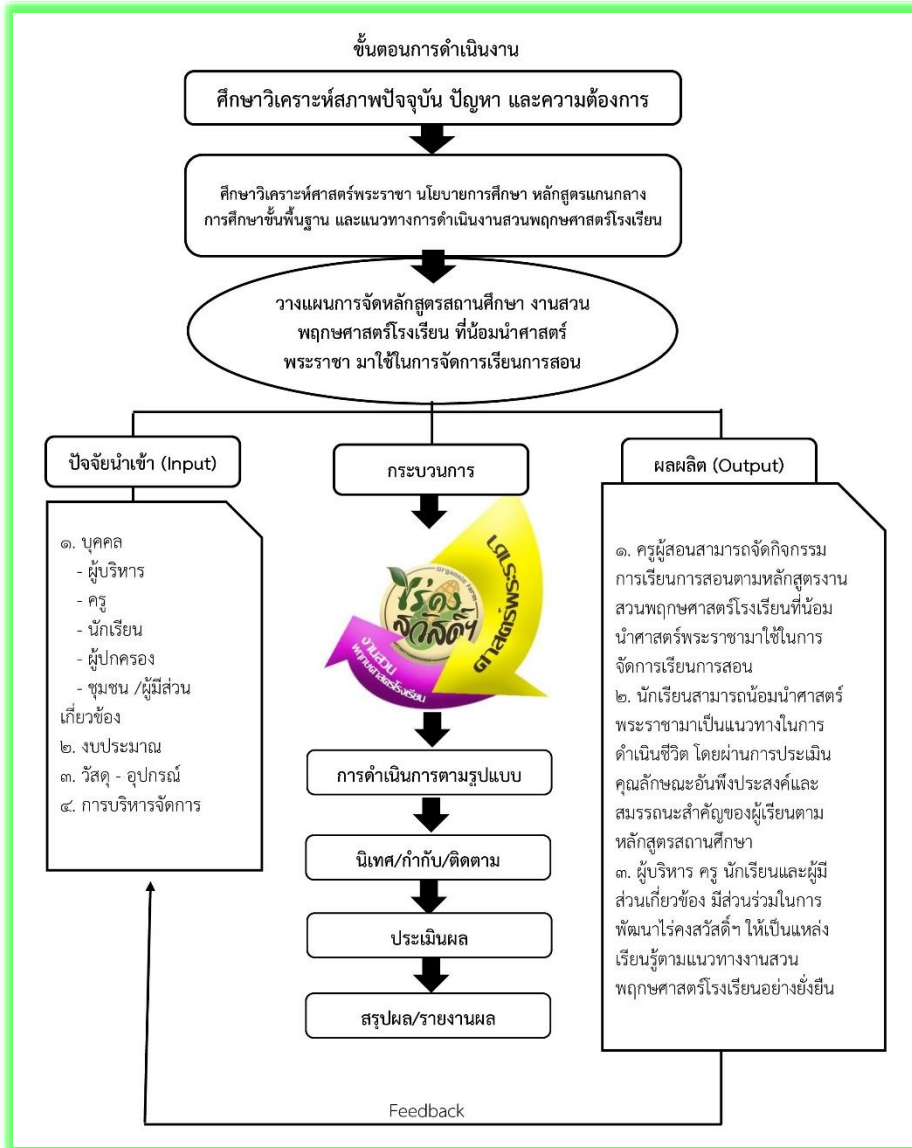 ขั้นตอนการดำเนินงาน
ศึกษาวิเคราะห์สภาพปัจจุบัน ปัญหา และความต้องการ
ศึกษาวิเคราะห์ศาสตร์พระราชา นโยบายการศึกษา หลักสูตรแกนกลาง
การศึกษาขั้นพื้นฐาน และแนวทางการดำเนินงานสวนพฤกษศาสตร์โรงเรียน
วางแผนการจัดหลักสูตรสถานศึกษา งานสวน
พฤกษศาสตร์โรงเรียน ที่น้อมนำศาสตร์
พระราชา มาใช้ในการจัดการเรียนการสอน
ปัจจัยนำเข้า (Input)
๑. บุคคล
- ผู้บริหาร
- ครู
- นักเรียน
- ผู้ปกครอง
- ชุมชน /ผู้มีส่วน
เกี่ยวข้อง
๒. งบประมาณ
๓. วัสดุ - อุปกรณ์
๔. การบริหารจัดการ
กระบวนการ
ศาสตร์พระราชา
Organic Farm
ไร่คง
สวัสดิ์ฯ
งานสวน
พฤกษศาสตร์โรงเรียน
การดำเนินการตามรูปแบบ
นิเทศ/กำกับ/ติดตาม
ประเมินผล
สรุปผล/รายงานผล
ผลผลิต (Output)
๑. ครูผู้สอนสามารถจัดกิจกรรม
การเรียนการสอนตามหลักสูตรงาน
สวนพฤกษศาสตร์โรงเรียนที่น้อม
นำศาสตร์พระราชามาใช้ในการ
จัดการเรียนการสอน
๒. นักเรียนสามารถน้อมนำศาสตร์
พระราชามาเป็นแนวทางในการ
ดำเนินชีวิต โดยผ่านการประเมิน
คุณลักษณะอันพึงประสงค์และ
สมรรถนะสำคัญของผู้เรียนตาม
หลักสูตรสถานศึกษา
๓. ผู้บริหาร ครู นักเรียนและผู้มี
ส่วนเกี่ยวข้อง มีส่วนร่วมในการ
พัฒนาไร่คงสวัสดิ์ฯ ให้เป็นแหล่ง
เรียนรู้ตามแนวทางงานสวน
พฤกษศาสตร์โรงเรียนอย่างยั่งยืน
Feedback